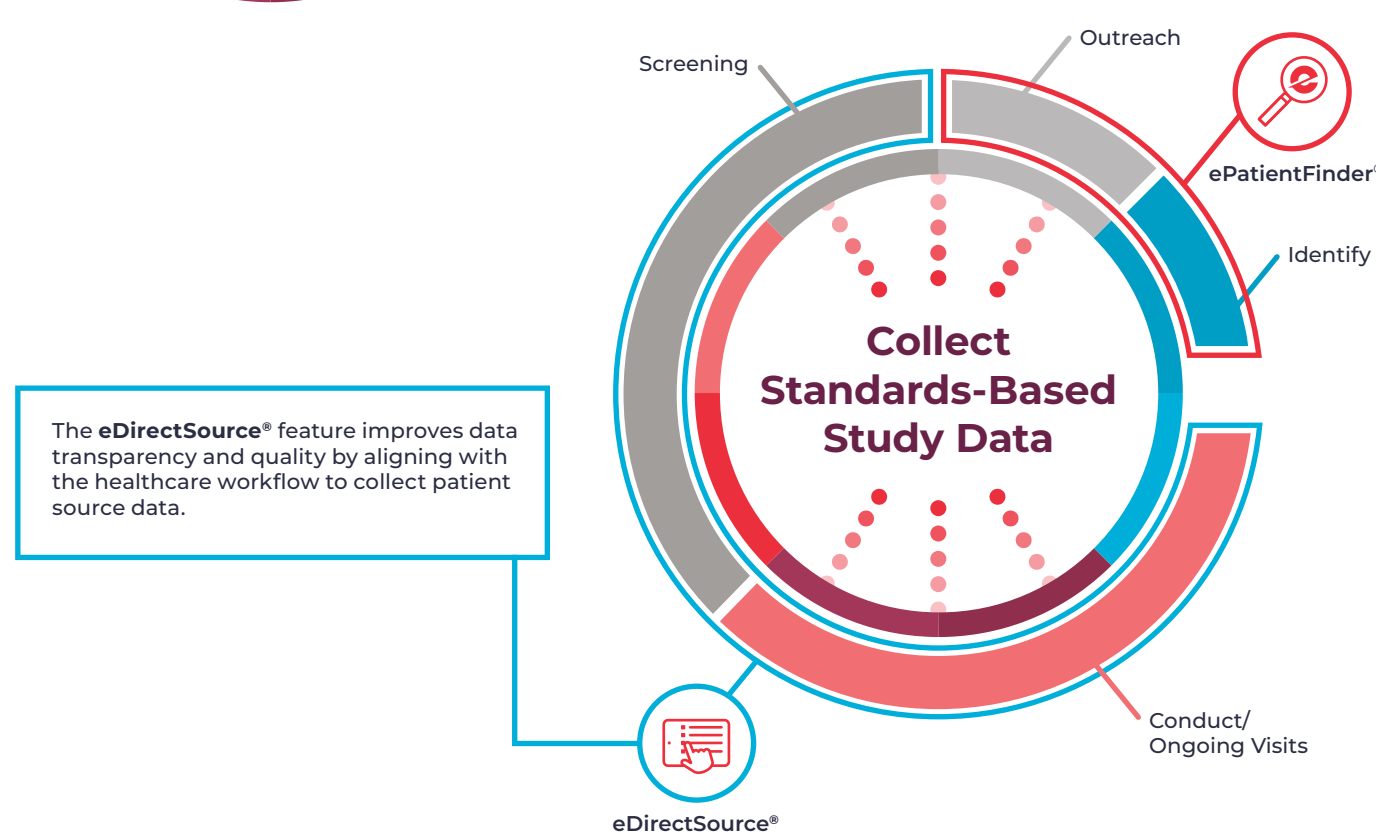 Outreach
Screening
ePatientFinder®
Identify
Collect
Standards-Based
Study Data
The eDirectSource® feature improves data
transparency and quality by aligning with
the healthcare workflow to collect patient
source data.
Conduct/
Ongoing Visits
eDirectSource®